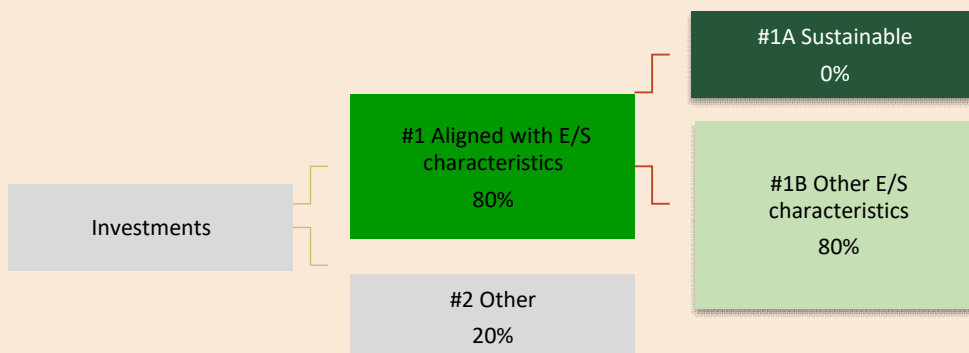 Investments
#1 Aligned with E/S
characteristics
80%
#2 Other
20%
#1A Sustainable
0%
#1B Other E/S
characteristics
80%